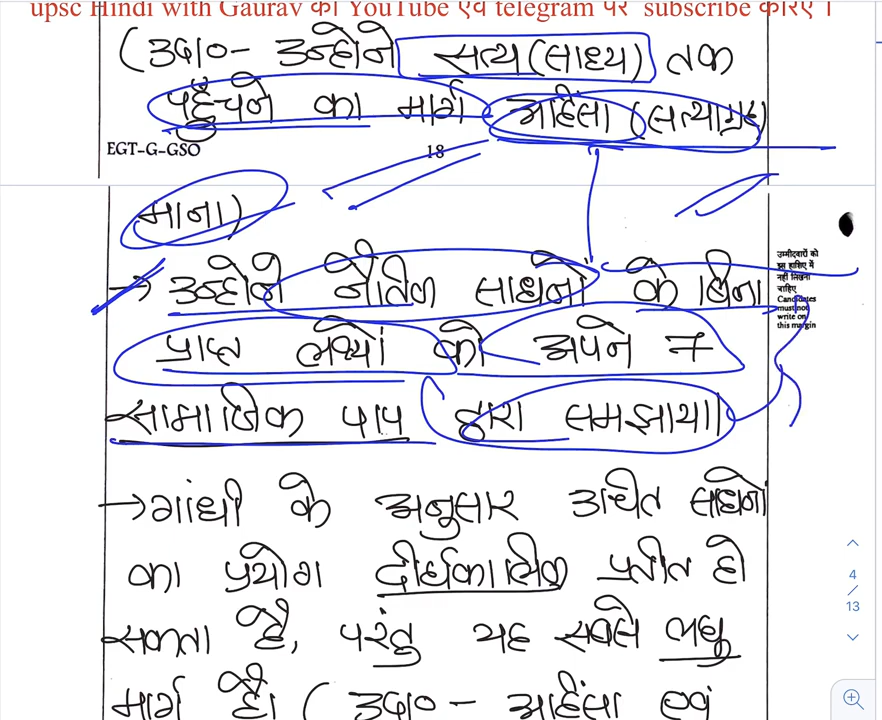 upsc Hindi with Gaurav को YouTube एवं telegram पर subscribe करिए ।
(उदा०- उन्होने सत्य (साध्य) तक
पहुँचने का मार्ग अहिंसा (सत्याग्रह)
EGT-G-GSO 18
माना)
→ उन्होने नैतिक साधनों के बिना
प्राप्त लक्ष्यों को अपने 7
सामाजिक पाप द्वारा समझाया।
→ गांधी के अनुसार उचित साधनों
का प्रयोग दीर्घकालिक प्रतीत हो
सकता है, परंतु यह सबसे लघु
मार्ग है। (उदा०- अहिंसा एवं
उम्मीदवारों को
इस हाशिए में
नहीं लिखना
चाहिए
Candidates
must not
write on
this margin
4
/
13